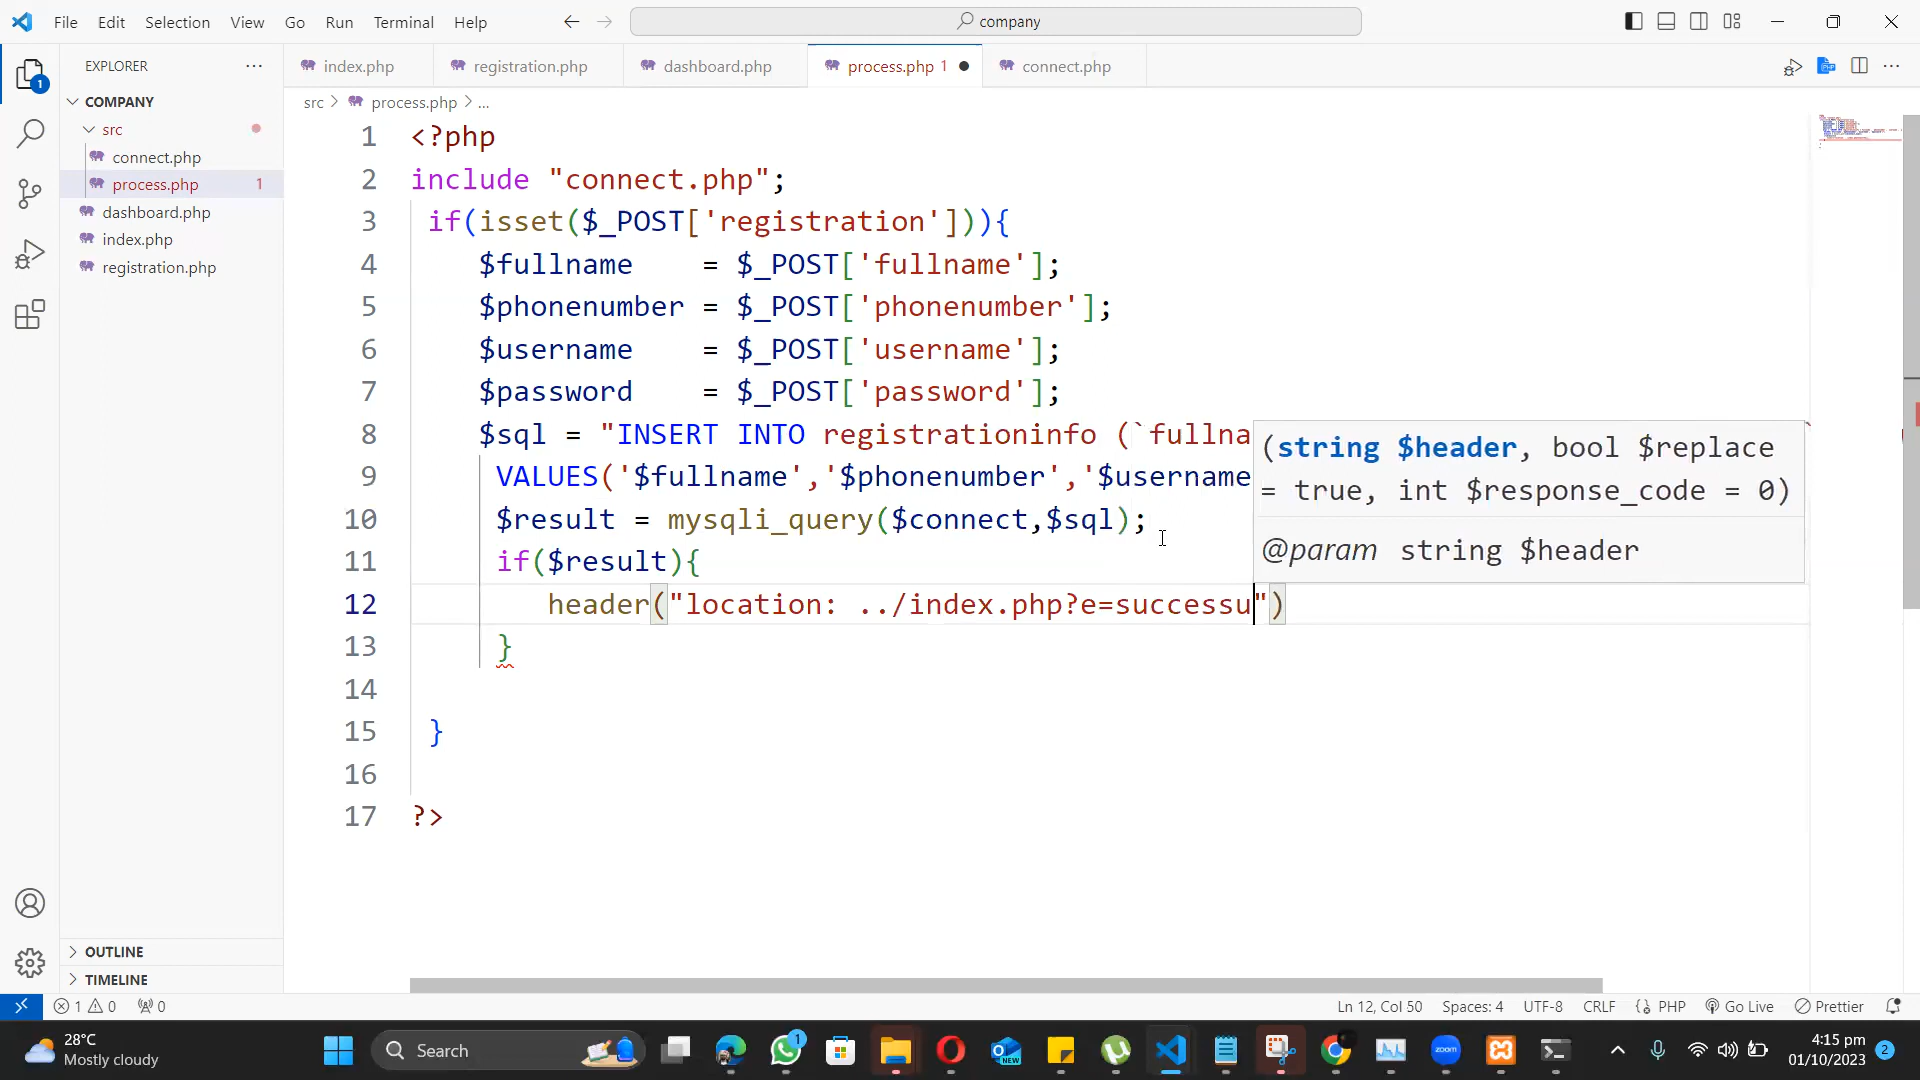 File Edit Selection View Go Run Terminal Help
company
EXPLORER
index.php registration.php dashboard.php process.php 1 connect.php
COMPANY
src
connect.php
process.php 1
dashboard.php
index.php
registration.php
src > process.php > ...
1 <?php
2 include "connect.php";
3 if(isset($_POST['registration'])){
4 $fullname = $_POST['fullname'];
5 $phonenumber = $_POST['phonenumber'];
6 $username = $_POST['username'];
7 $password = $_POST['password'];
8 $sql = "INSERT INTO registrationinfo (`fullna
9 VALUES('$fullname','$phonenumber','$username
10 $result = mysqli_query($connect,$sql);
11 if($result){
12 header("location: ../index.php?e=successu")
13 }
14
15 }
16
17 ?>
(string $header, bool $replace
= true, int $response_code = 0)
@param string $header
OUTLINE
TIMELINE
1 0 0
Ln 12, Col 50 Spaces: 4 UTF-8 CRLF PHP Go Live Prettier
28°C
Mostly cloudy
Search
1
NEW
zoom
4:15 pm
01/10/2023
2